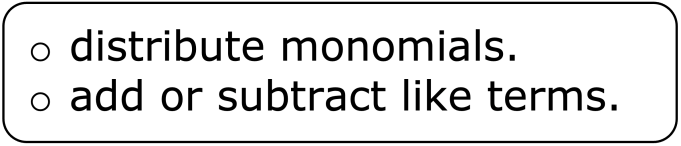 ○ distribute monomials.
○ add or subtract like terms.